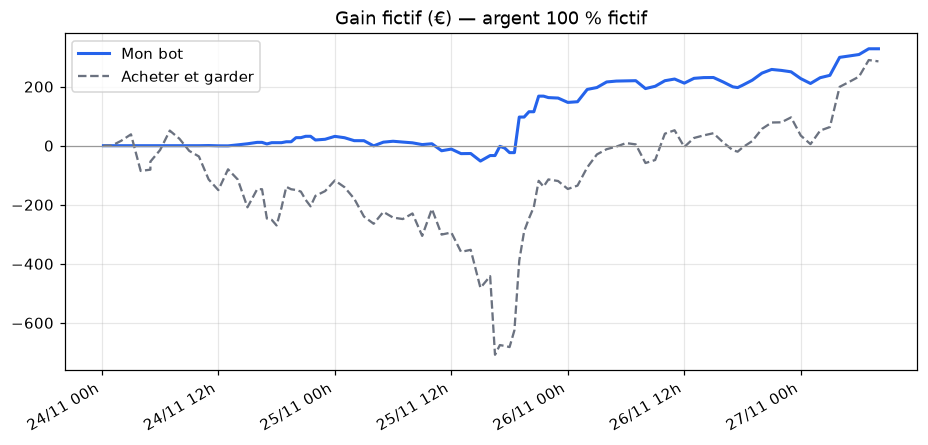 Gain fictif (€) — argent 100 % fictif
Mon bot
Acheter et garder
200
0
−200
−400
−600
24/11 00h
24/11 12h
25/11 00h
25/11 12h
26/11 00h
26/11 12h
27/11 00h